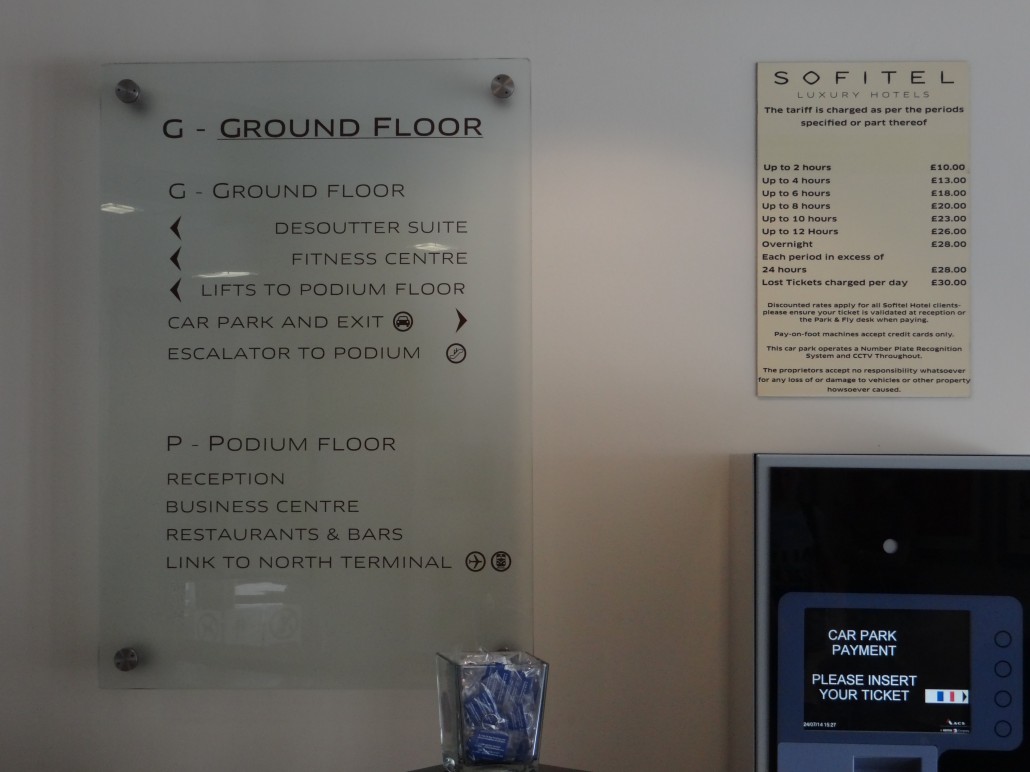 G - GROUND FLOOR
G - GROUND FLOOR
DESOUTTER SUITE
FITNESS CENTRE
LIFTS TO PODIUM FLOOR
CAR PARK AND EXIT
ESCALATOR TO PODIUM
P - PODIUM FLOOR
RECEPTION
BUSINESS CENTRE
RESTAURANTS & BARS
LINK TO NORTH TERMINAL
SOFITEL
LUXURY HOTELS
The tariff is charged as per the periods
specified or part thereof
Up to 2 hours £10.00
Up to 4 hours £13.00
Up to 6 hours £18.00
Up to 8 hours £20.00
Up to 10 hours £23.00
Up to 12 Hours £26.00
Overnight £28.00
Each period in excess of
24 hours £28.00
Lost Tickets charged per day £30.00
Discounted rates apply for all Sofitel Hotel clients-
please ensure your ticket is validated at reception or
the Park & Fly desk when paying.
Pay-on-foot machines accept credit cards only.
This car park operates a Number Plate Recognition
System and CCTV Throughout.
The proprietors accept no responsibility whatsoever
for any loss of or damage to vehicles or other property
howsoever caused.
CAR PARK
PAYMENT
PLEASE INSERT
YOUR TICKET
24/07/14 15:27